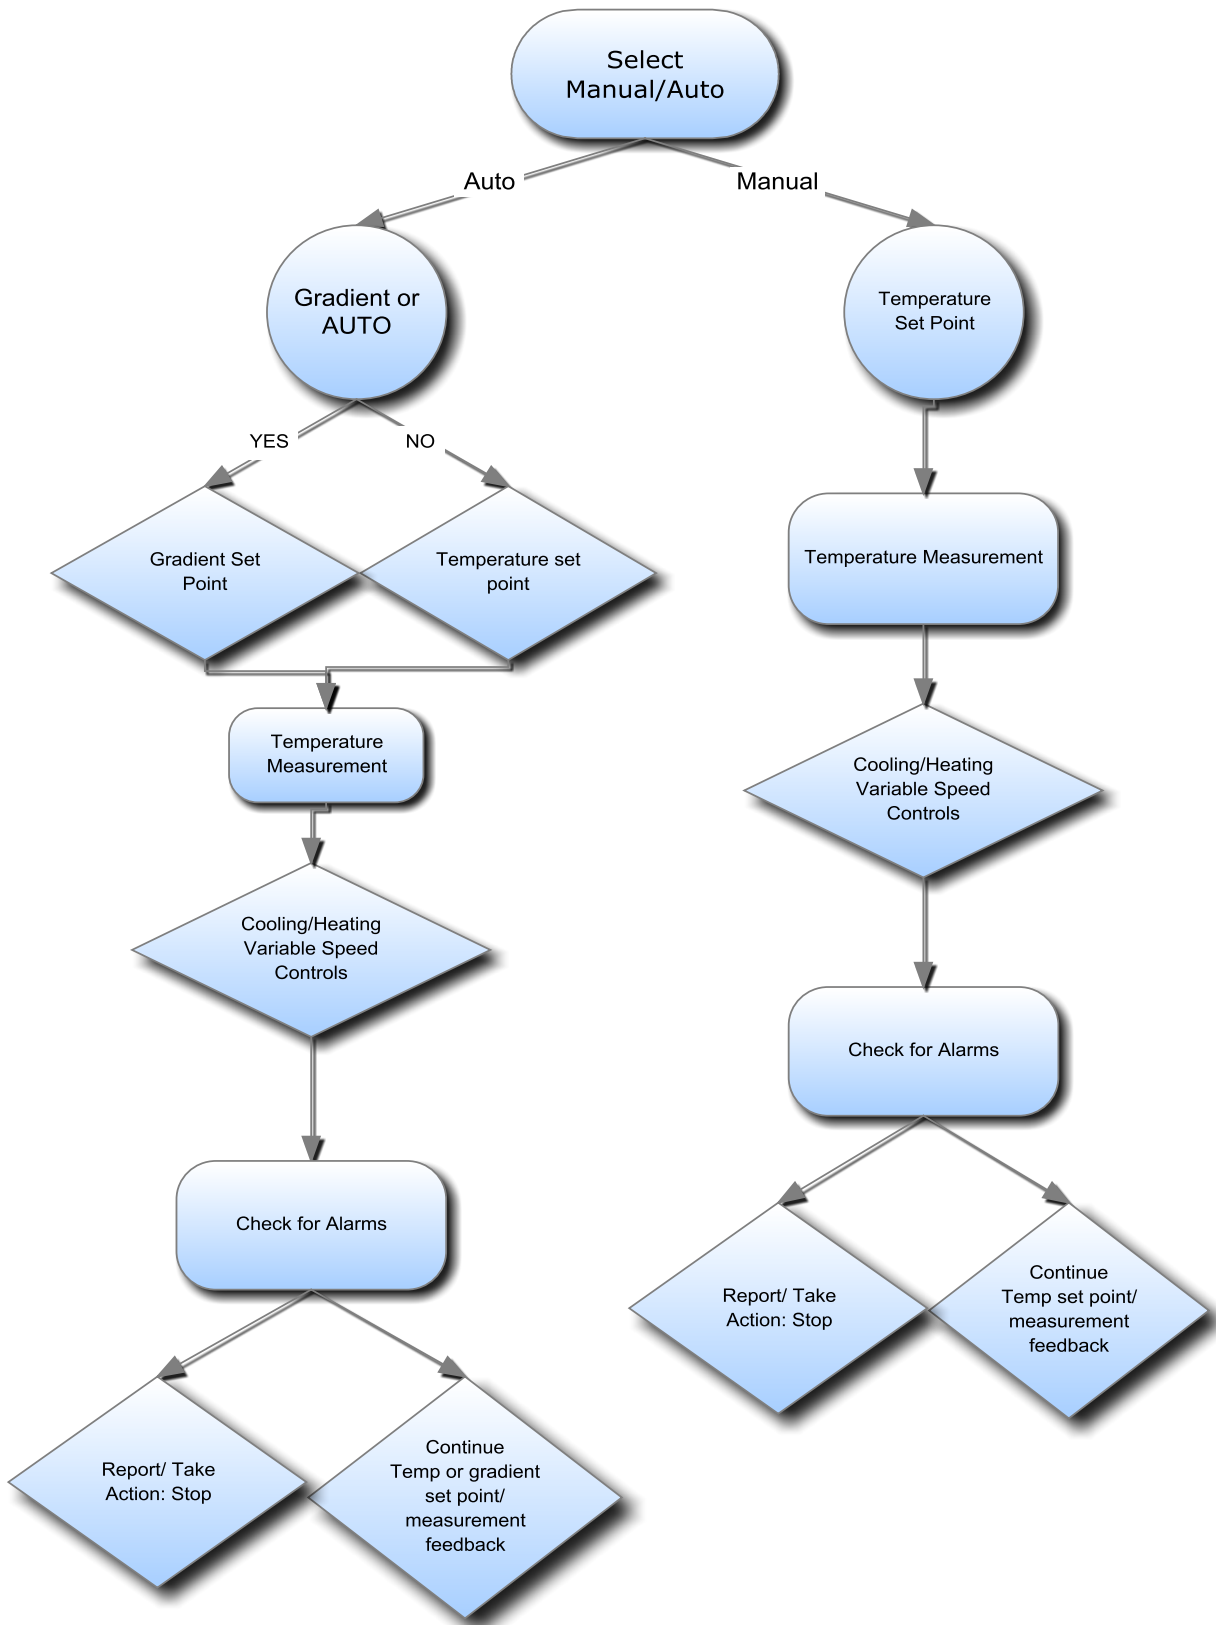 Select
Manual/Auto
Auto
Manual
Gradient or
AUTO
Temperature
Set Point
YES
NO
Gradient Set
Point
Temperature set
point
Temperature Measurement
Temperature
Measurement
Cooling/Heating
Variable Speed
Controls
Cooling/Heating
Variable Speed
Controls
Check for Alarms
Check for Alarms
Report/ Take
Action: Stop
Continue
Temp set point/
measurement
feedback
Report/ Take
Action: Stop
Continue
Temp or gradient
set point/
measurement
feedback